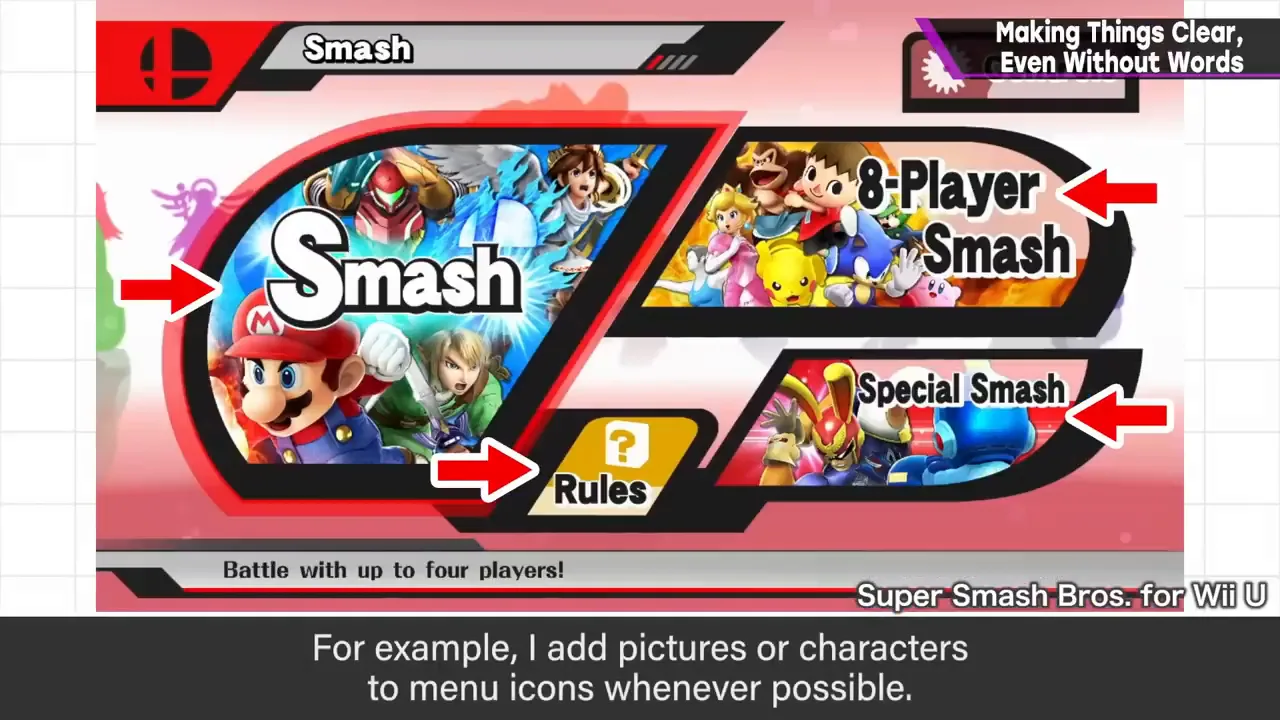 Smash
Making Things Clear,
Even Without Words
Smash
8-Player
Smash
Special Smash
?
Rules
Battle with up to four players!
Super Smash Bros. for Wii U
For example, I add pictures or characters
to menu icons whenever possible.